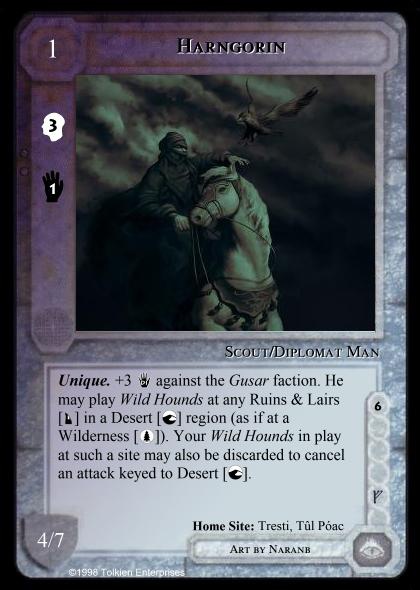 1
HARNGORIN
3
1
SCOUT/DIPLOMAT MAN
Unique. +3 against the Gusar faction. He
may play Wild Hounds at any Ruins & Lairs
[ ] in a Desert [ ] region (as if at a
Wilderness [ ]). Your Wild Hounds in play
at such a site may also be discarded to cancel
an attack keyed to Desert [ ].
6
Home Site: Tresti, Tûl Póac
4/7
ART BY NARANB
©1998 Tolkien Enterprises